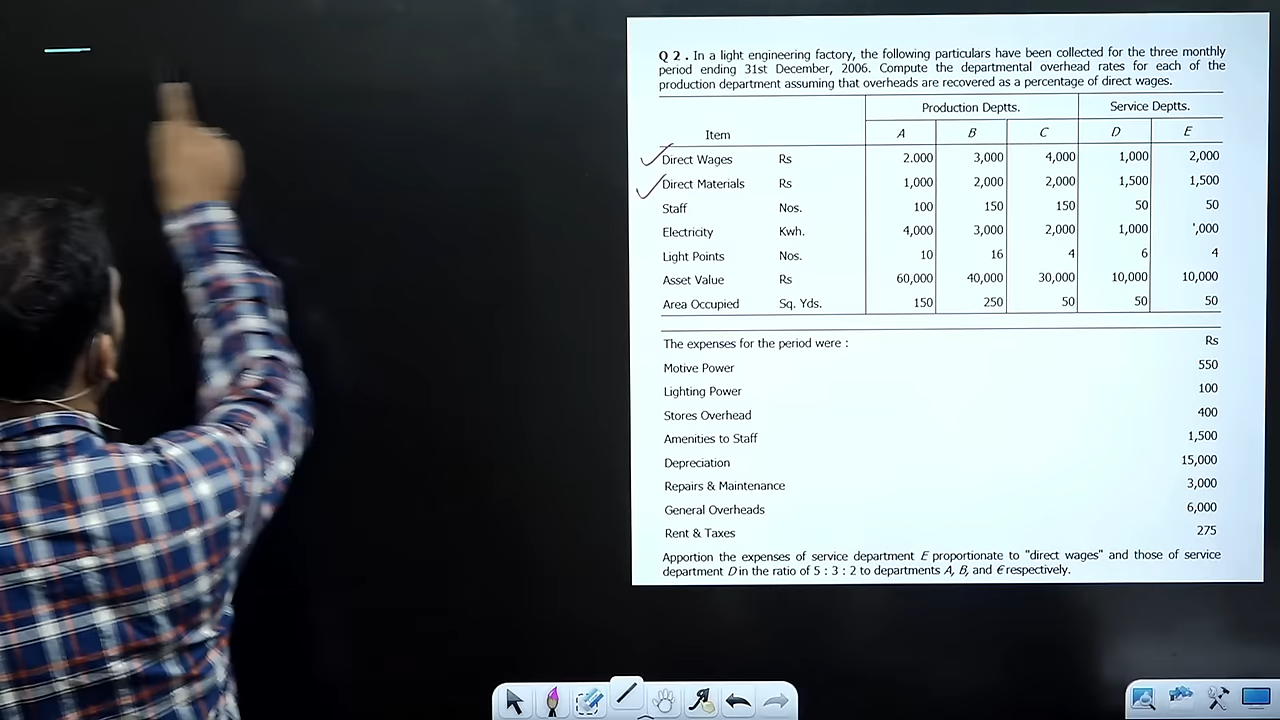 Q 2 . In a light engineering factory, the following particulars have been collected for the three monthly
period ending 31st December, 2006. Compute the departmental overhead rates for each of the
production department assuming that overheads are recovered as a percentage of direct wages.
Production Deptts. Service Deptts.
Item A B C D E
Direct Wages Rs 2.000 3,000 4,000 1,000 2,000
Direct Materials Rs 1,000 2,000 2,000 1,500 1,500
Staff Nos. 100 150 150 50 50
Electricity Kwh. 4,000 3,000 2,000 1,000 ',000
Light Points Nos. 10 16 4 6 4
Asset Value Rs 60,000 40,000 30,000 10,000 10,000
Area Occupied Sq. Yds. 150 250 50 50 50
The expenses for the period were : Rs
Motive Power 550
Lighting Power 100
Stores Overhead 400
Amenities to Staff 1,500
Depreciation 15,000
Repairs & Maintenance 3,000
General Overheads 6,000
Rent & Taxes 275
Apportion the expenses of service department E proportionate to "direct wages" and those of service
department D in the ratio of 5 : 3 : 2 to departments A, B, and € respectively.